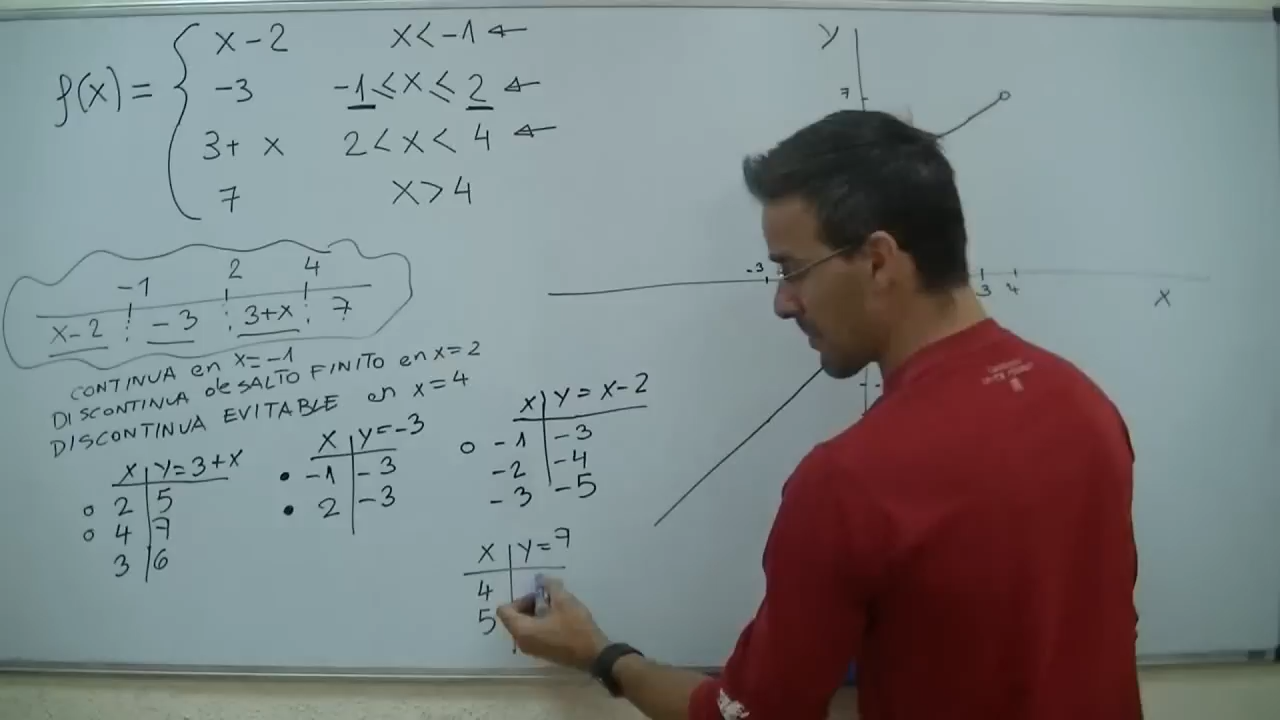 f(x) = { x - 2 x < -1 ←
-3 -1 ≤ x ≤ 2 ←
3 + x 2 < x < 4 ←
7 x > 4
-1 2 4
x - 2 -3 3+x 7
CONTINUA en x = -1
DISCONTINUA de SALTO FINITO en x = 2
DISCONTINUA EVITABLE en x = 4
x y = 3 + x
2 5
4 7
3 6
x y = -3
-1 -3
2 -3
x y = x - 2
-1 -3
-2 -4
-3 -5
x y = 7
4
5
y
7
-3 3 4
x